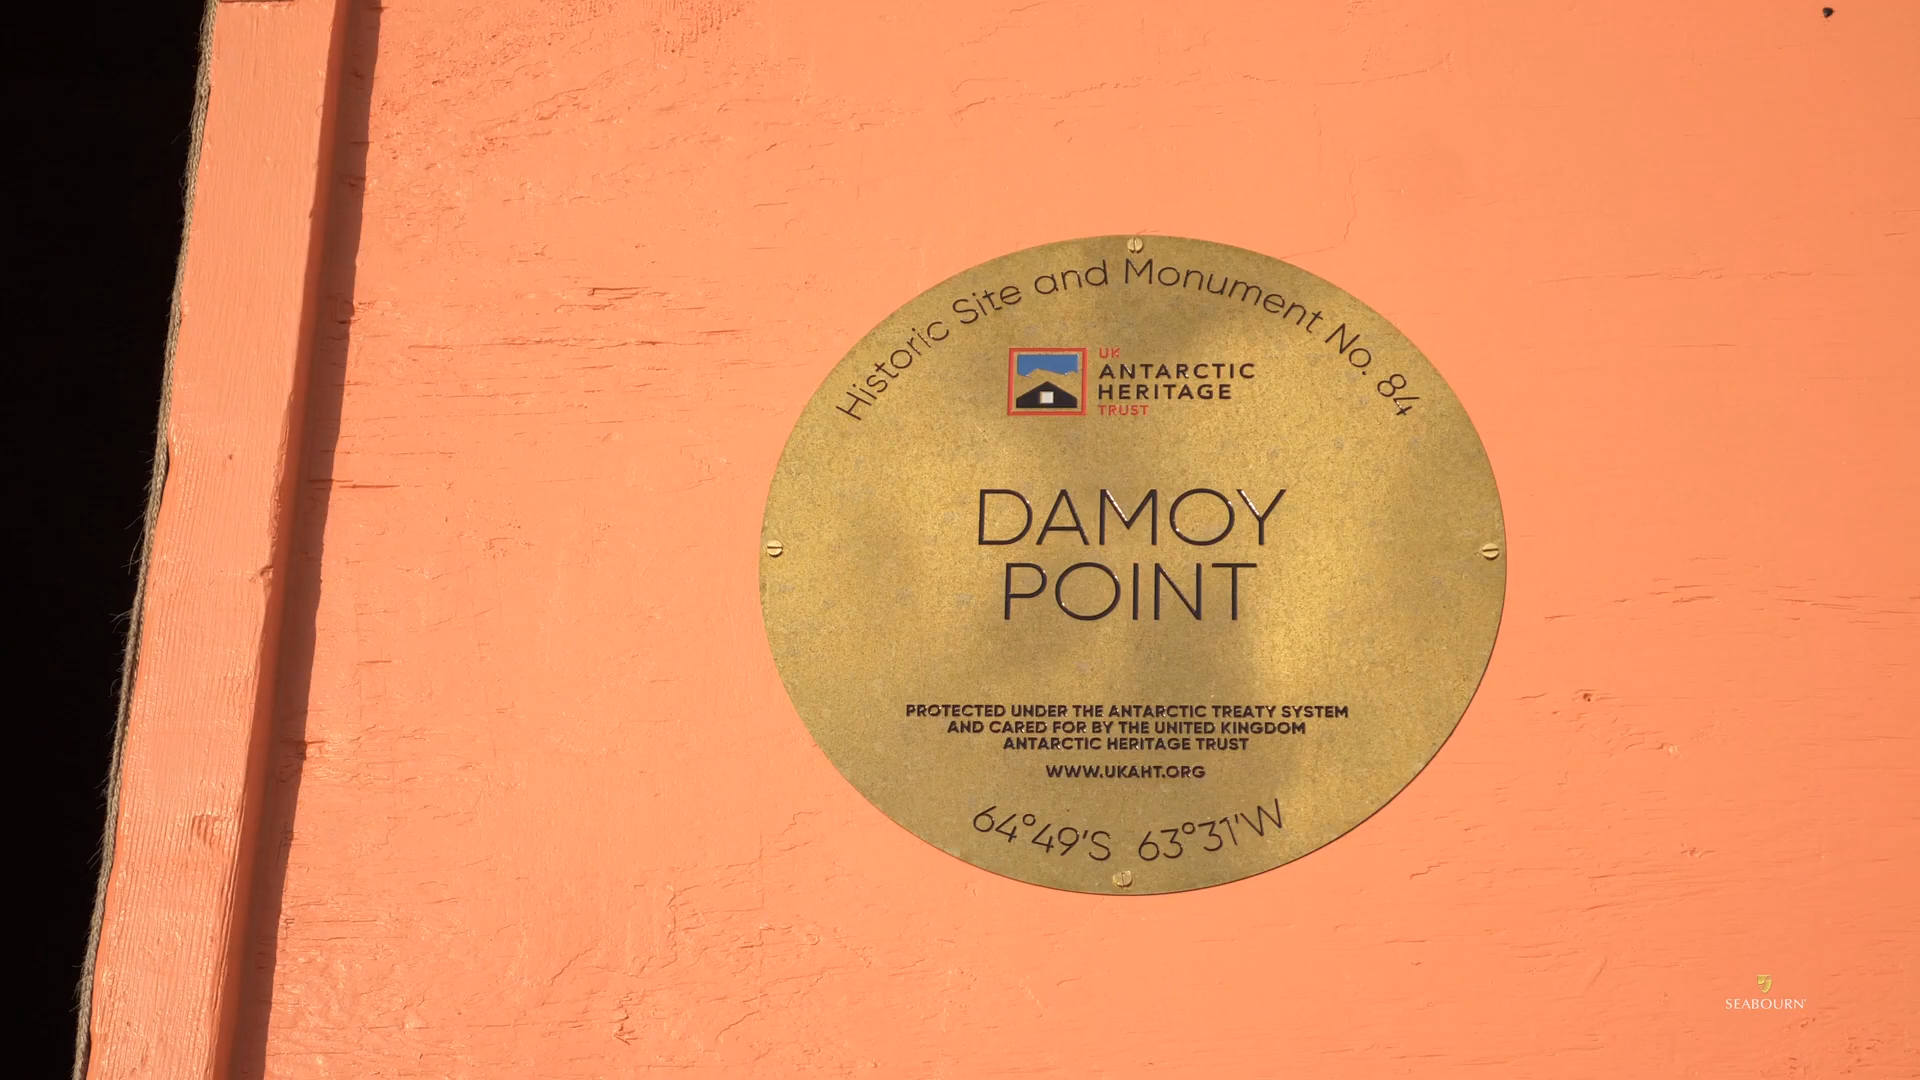 Historic Site and Monument No. 84
UK
ANTARCTIC
HERITAGE
TRUST
DAMOY
POINT
PROTECTED UNDER THE ANTARCTIC TREATY SYSTEM
AND CARED FOR BY THE UNITED KINGDOM
ANTARCTIC HERITAGE TRUST
WWW.UKAHT.ORG
64°49'S 63°31'W
SEABOURN